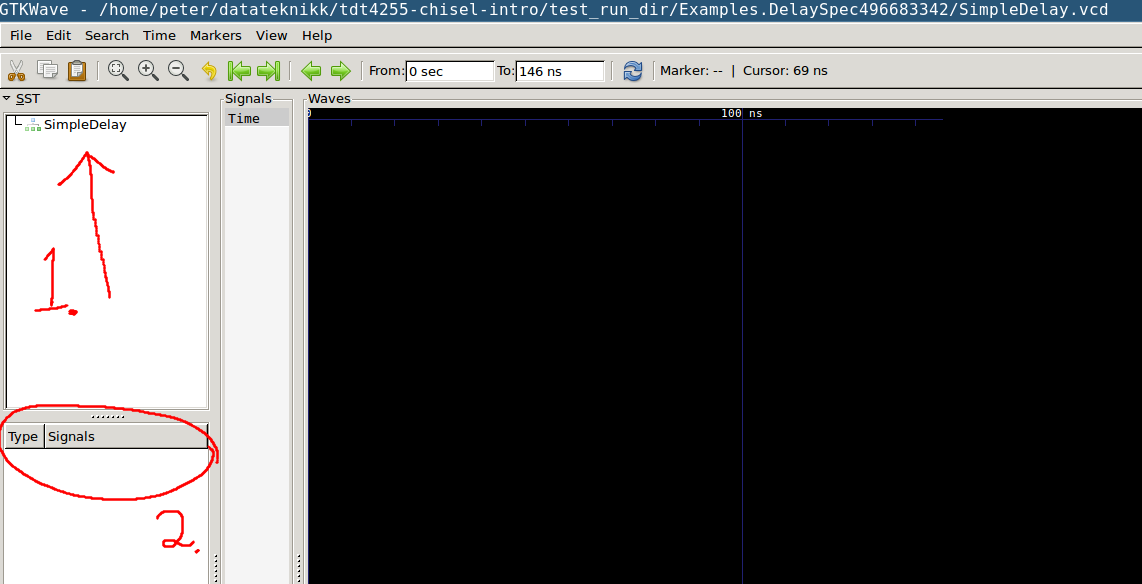 GTKWave - /home/peter/datateknikk/tdt4255-chisel-intro/test_run_dir/Examples.DelaySpec496683342/SimpleDelay.vcd
File Edit Search Time Markers View Help
From: 0 sec To: 146 ns Marker: -- | Cursor: 69 ns
SST
Signals
Waves
SimpleDelay
Time
0
100 ns
1.
Type Signals
2.